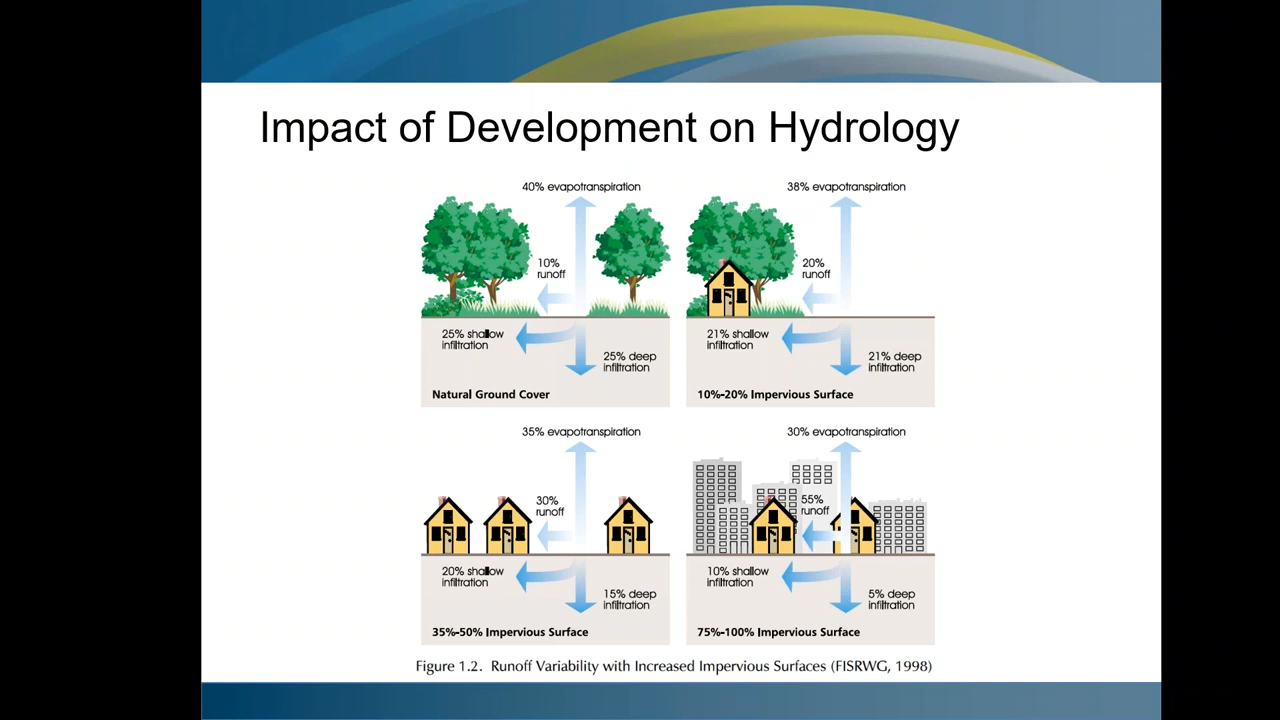 Impact of Development on Hydrology
40% evapotranspiration
10%
runoff
25% shallow
infiltration
25% deep
infiltration
Natural Ground Cover
38% evapotranspiration
20%
runoff
21% shallow
infiltration
21% deep
infiltration
10%-20% Impervious Surface
35% evapotranspiration
30%
runoff
20% shallow
infiltration
15% deep
infiltration
35%-50% Impervious Surface
30% evapotranspiration
55%
runoff
10% shallow
infiltration
5% deep
infiltration
75%-100% Impervious Surface
Figure 1.2. Runoff Variability with Increased Impervious Surfaces (FISRWG, 1998)